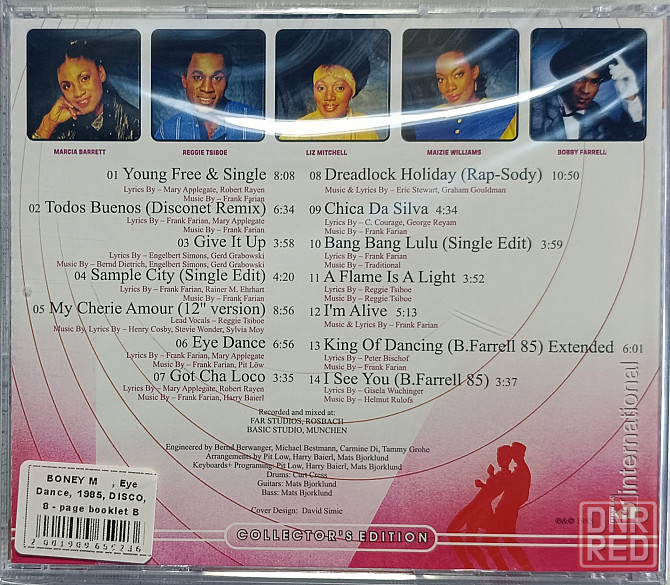 MARCIA BARRETT
REGGIE TSIBOE
LIZ MITCHELL
MAIZIE WILLIAMS
BOBBY FARRELL
01 Young Free & Single 8:08
Lyrics By – Mary Applegate, Robert Rayen
Music By – Frank Farian
02 Todos Buenos (Disconet Remix) 6:34
Lyrics By – Frank Farian, Mary Applegate
Music By – Frank Farian
03 Give It Up 3:58
Lyrics By – Engelbert Simons, Gerd Grabowski
Music By – Bernd Dietrich, Engelbert Simons, Gerd Grabowski
04 Sample City (Single Edit) 4:20
Lyrics By – Frank Farian, Rainer M. Ehrhart
Music By – Frank Farian
05 My Cherie Amour (12" version) 8:56
Lead Vocals – Reggie Tsiboe
Music By, Lyrics By – Henry Cosby, Stevie Wonder, Sylvia Moy
06 Eye Dance 6:56
Lyrics By – Frank Farian, Mary Applegate
Music By – Frank Farian, Pit Löw
07 Got Cha Loco 3:35
Lyrics By – Mary Applegate, Robert Rayen
Music By – Frank Farian, Harry Baierl
08 Dreadlock Holiday (Rap-Sody) 10:50
Music & Lyrics By – Eric Stewart, Graham Gouldman
09 Chica Da Silva 4:34
Lyrics By – C. Courage, George Reyam
Music By – Frank Farian
10 Bang Bang Lulu (Single Edit) 3:59
Lyrics By – Frank Farian
Music By – Traditional
11 A Flame Is A Light 3:52
Lyrics By – Reggie Tsiboe
Music By – Reggie Tsiboe
12 I'm Alive 5:13
Music & Lyrics By – Frank Farian
13 King Of Dancing (B.Farrell 85) Extended 6:01
Lyrics By – Peter Bischof
Music By – Frank Farian
14 I See You (B.Farrell 85) 3:37
Lyrics By – Gisela Wuchinger
Music By – Helmut Rulofs
Recorded and mixed at:
FAR STUDIOS, ROSBACH
BASIC STUDIO, MUNCHEN
Engineered by Bernd Berwanger, Michael Bestmann, Carmine Di, Tammy Grohe
Arrangements by Pit Low, Harry Baierl, Mats Bjorklund
Keyboards+ Programing: Pit Low, Harry Baierl, Mats Bjorklund
Drums: Curt Cress
Guitars: Mats Bjorklund
Bass: Mats Bjorklund
Cover Design: David Simic
international
BONEY M , Eye
Dance, 1985, DISCO,
8 - page booklet B
COLLECTOR'S EDITION
DNR
RED